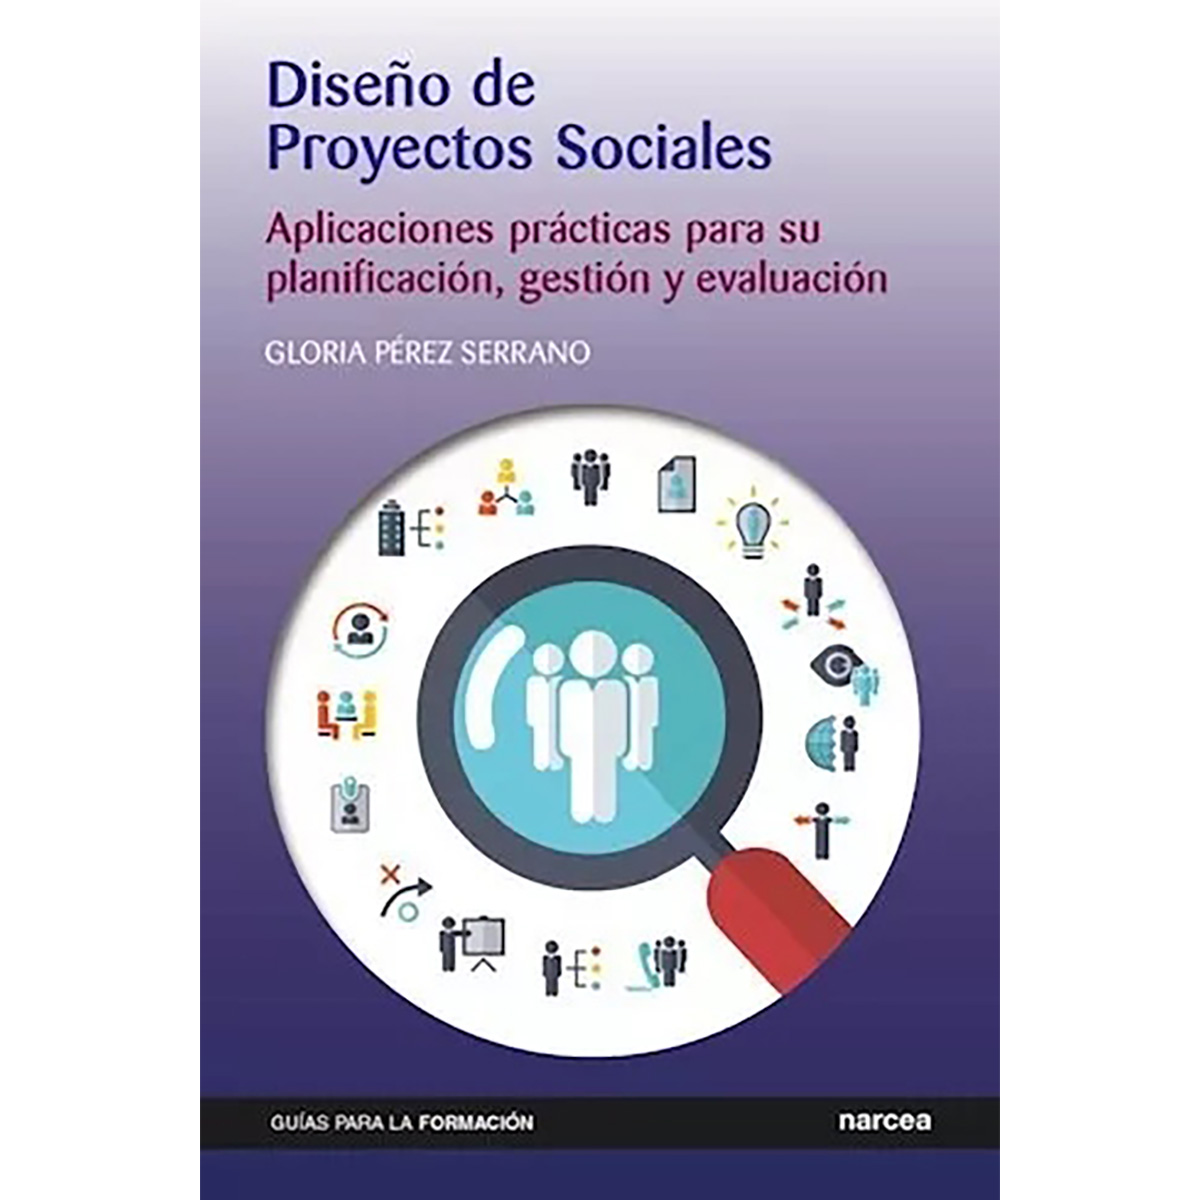 Diseño de
Proyectos Sociales
Aplicaciones prácticas para su
planificación, gestión y evaluación
GLORIA PÉREZ SERRANO
GUÍAS PARA LA FORMACIÓN
narcea